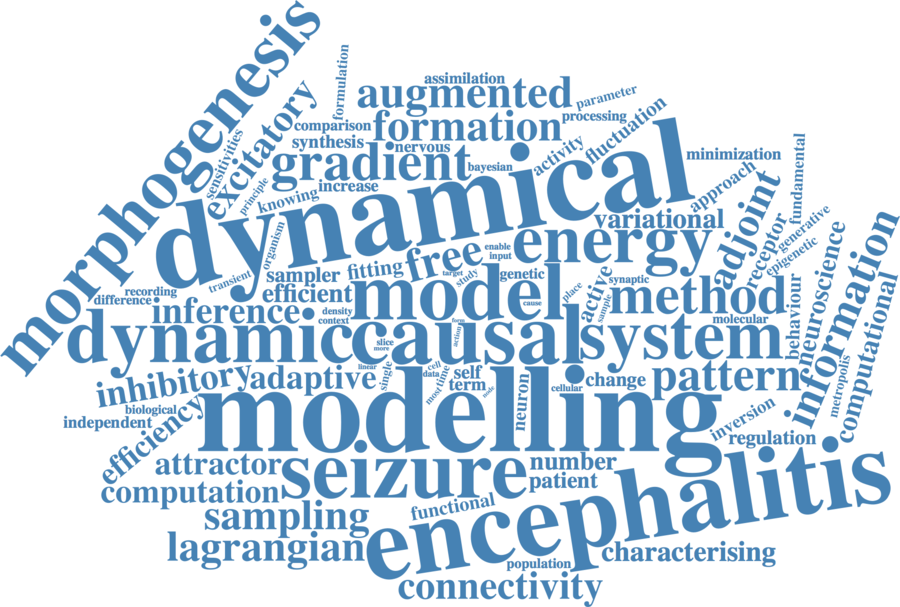 morphogenesis
formulation
assimilation
augmented
parameter
excitatory
comparison
formation
processing
synthesis
nervous
sensitivities
gradient
bayesian
activity
fluctuation
minimization
fundamental
principle
knowing
increase
dynamical
approach
variational
adjoint
receptor
generative
epigenetic
organism
transient
sampler
fitting
free
enable
input
energy
target
study
genetic
recording
difference
efficient
model
cause
place
active
sample
synaptic
method
molecular
behaviour
neuroscience
information
computational
inference
density
context
dynamic
causal
system
focus
action
slice
more
linear
single
cell
data
time
most
self
term
mode
neuron
cellular
change
pattern
metropolis
inhibitory
adaptive
biological
independent
efficiency
modelling
inversion
regulation
attractor
seizure
number
patient
computation
functional
encephalitis
sampling
lagrangian
population
characterising
connectivity